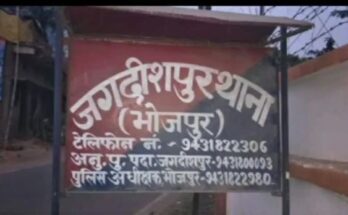 जगदीशपुर थाना
(भोजपुर)
टेलिफोन नं.- 9431822306
अनु. पु. पदा. जगदीशपुर- 9431800093
पुलिस अधीक्षक भोजपुर-9431822980